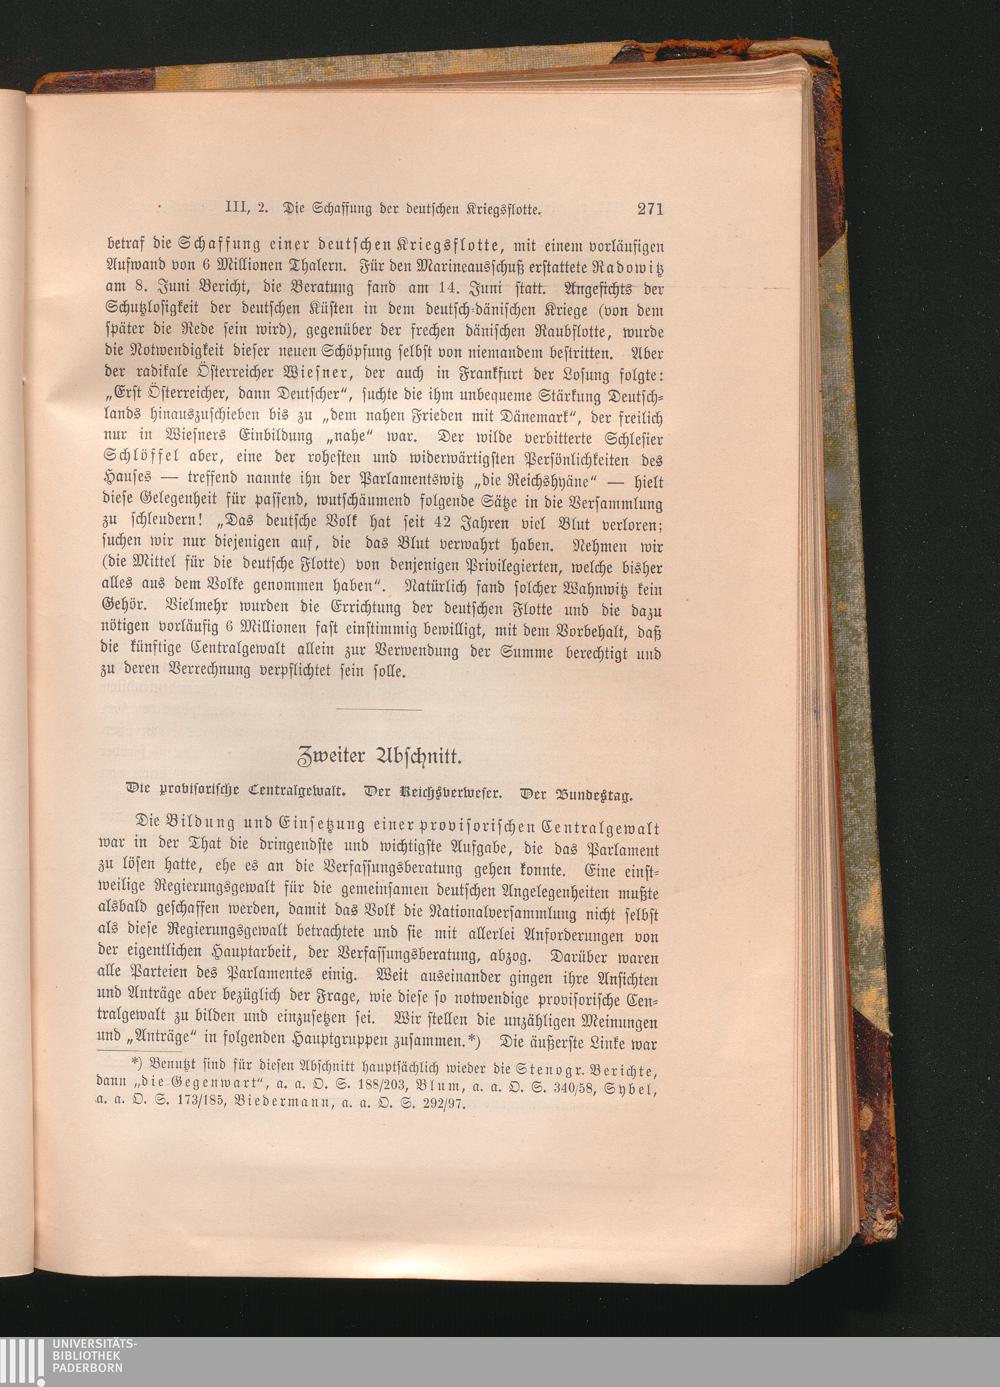 III, 2. Die Schaffung der deutschen Kriegsflotte. 271
betraf die Schaffung einer deutschen Kriegsflotte, mit einem vorläufigen
Aufwand von 6 Millionen Thalern. Für den Marineausschuß erstattete Radowitz
am 8. Juni Bericht, die Beratung fand am 14. Juni statt. Angesichts der
Schutzlosigkeit der deutschen Küsten in dem deutsch-dänischen Kriege (von dem
später die Rede sein wird), gegenüber der frechen dänischen Raubflotte, wurde
die Notwendigkeit dieser neuen Schöpfung selbst von niemandem bestritten. Aber
der radikale Österreicher Wiesner, der auch in Frankfurt der Losung folgte:
„Erst Österreicher, dann Deutscher“, suchte die ihm unbequeme Stärkung Deutsch-
lands hinauszuschieben bis zu „dem nahen Frieden mit Dänemark“, der freilich
nur in Wiesners Einbildung „nahe“ war. Der wilde verbitterte Schlesier
Schlöffel aber, eine der rohesten und widerwärtigsten Persönlichkeiten des
Hauses — treffend nannte ihn der Parlamentswitz „die Reichshyäne“ — hielt
diese Gelegenheit für passend, wutschäumend folgende Sätze in die Versammlung
zu schleudern! „Das deutsche Volk hat seit 42 Jahren viel Blut verloren;
suchen wir nur diejenigen auf, die das Blut verwahrt haben. Nehmen wir
(die Mittel für die deutsche Flotte) von denjenigen Privilegierten, welche bisher
alles aus dem Volke genommen haben“. Natürlich fand solcher Wahnwitz kein
Gehör. Vielmehr wurden die Errichtung der deutschen Flotte und die dazu
nötigen vorläufig 6 Millionen fast einstimmig bewilligt, mit dem Vorbehalt, daß
die künftige Centralgewalt allein zur Verwendung der Summe berechtigt und
zu deren Verrechnung verpflichtet sein solle.
Zweiter Abschnitt.
Die provisorische Centralgewalt. Der Reichsverweser. Der Bundestag.
Die Bildung und Einsetzung einer provisorischen Centralgewalt
war in der That die dringendste und wichtigste Aufgabe, die das Parlament
zu lösen hatte, ehe es an die Verfassungsberatung gehen konnte. Eine einst-
weilige Regierungsgewalt für die gemeinsamen deutschen Angelegenheiten mußte
alsbald geschaffen werden, damit das Volk die Nationalversammlung nicht selbst
als diese Regierungsgewalt betrachtete und sie mit allerlei Anforderungen von
der eigentlichen Hauptarbeit, der Verfassungsberatung, abzog. Darüber waren
alle Parteien des Parlamentes einig. Weit auseinander gingen ihre Ansichten
und Anträge aber bezüglich der Frage, wie diese so notwendige provisorische Cen-
tralgewalt zu bilden und einzusetzen sei. Wir stellen die unzähligen Meinungen
und „Anträge“ in folgenden Hauptgruppen zusammen.*) Die äußerste Linke war
*) Benutzt sind für diesen Abschnitt hauptsächlich wieder die Stenogr. Berichte,
dann „die Gegenwart“, a. a. O. S. 188/203, Blum, a. a. O. S. 340/58, Sybel,
a. a. O. S. 173/185, Biedermann, a. a. O. S. 292/97.
UNIVERSITÄTS-
BIBLIOTHEK
PADERBORN